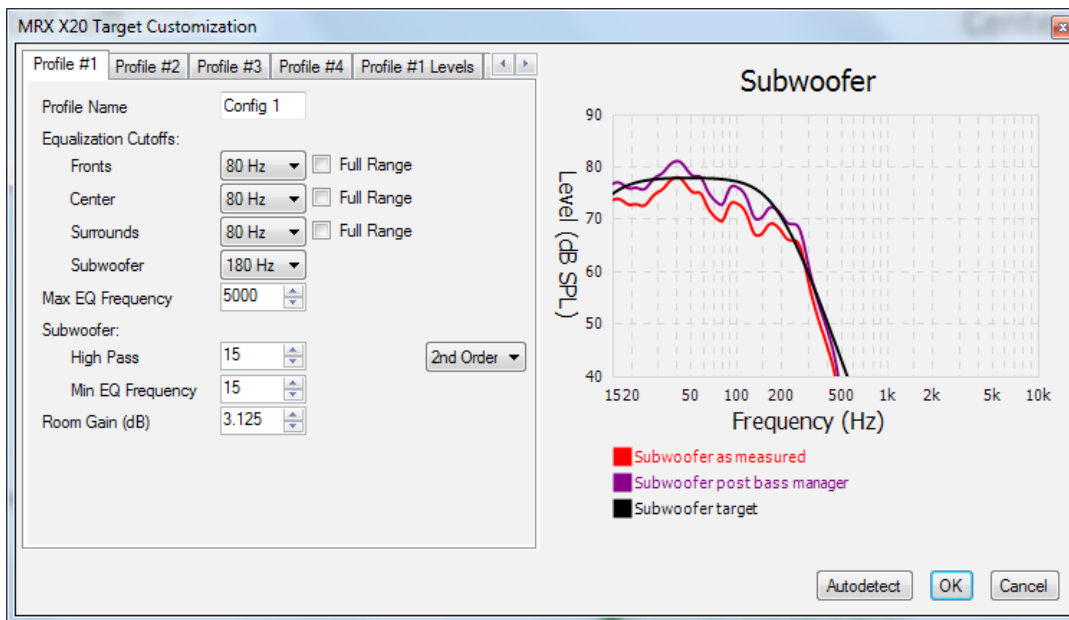 MRX X20 Target Customization
Profile #1 Profile #2 Profile #3 Profile #4 Profile #1 Levels
Profile Name Config 1
Equalization Cutoffs:
Fronts 80 Hz Full Range
Center 80 Hz Full Range
Surrounds 80 Hz Full Range
Subwoofer 180 Hz
Max EQ Frequency 5000
Subwoofer:
High Pass 15 2nd Order
Min EQ Frequency 15
Room Gain (dB) 3.125
Subwoofer
Level (dB SPL)
90
80
70
60
50
40
15 20 50 100 200 500 1k 2k 5k 10k
Frequency (Hz)
Subwoofer as measured
Subwoofer post bass manager
Subwoofer target
Autodetect OK Cancel